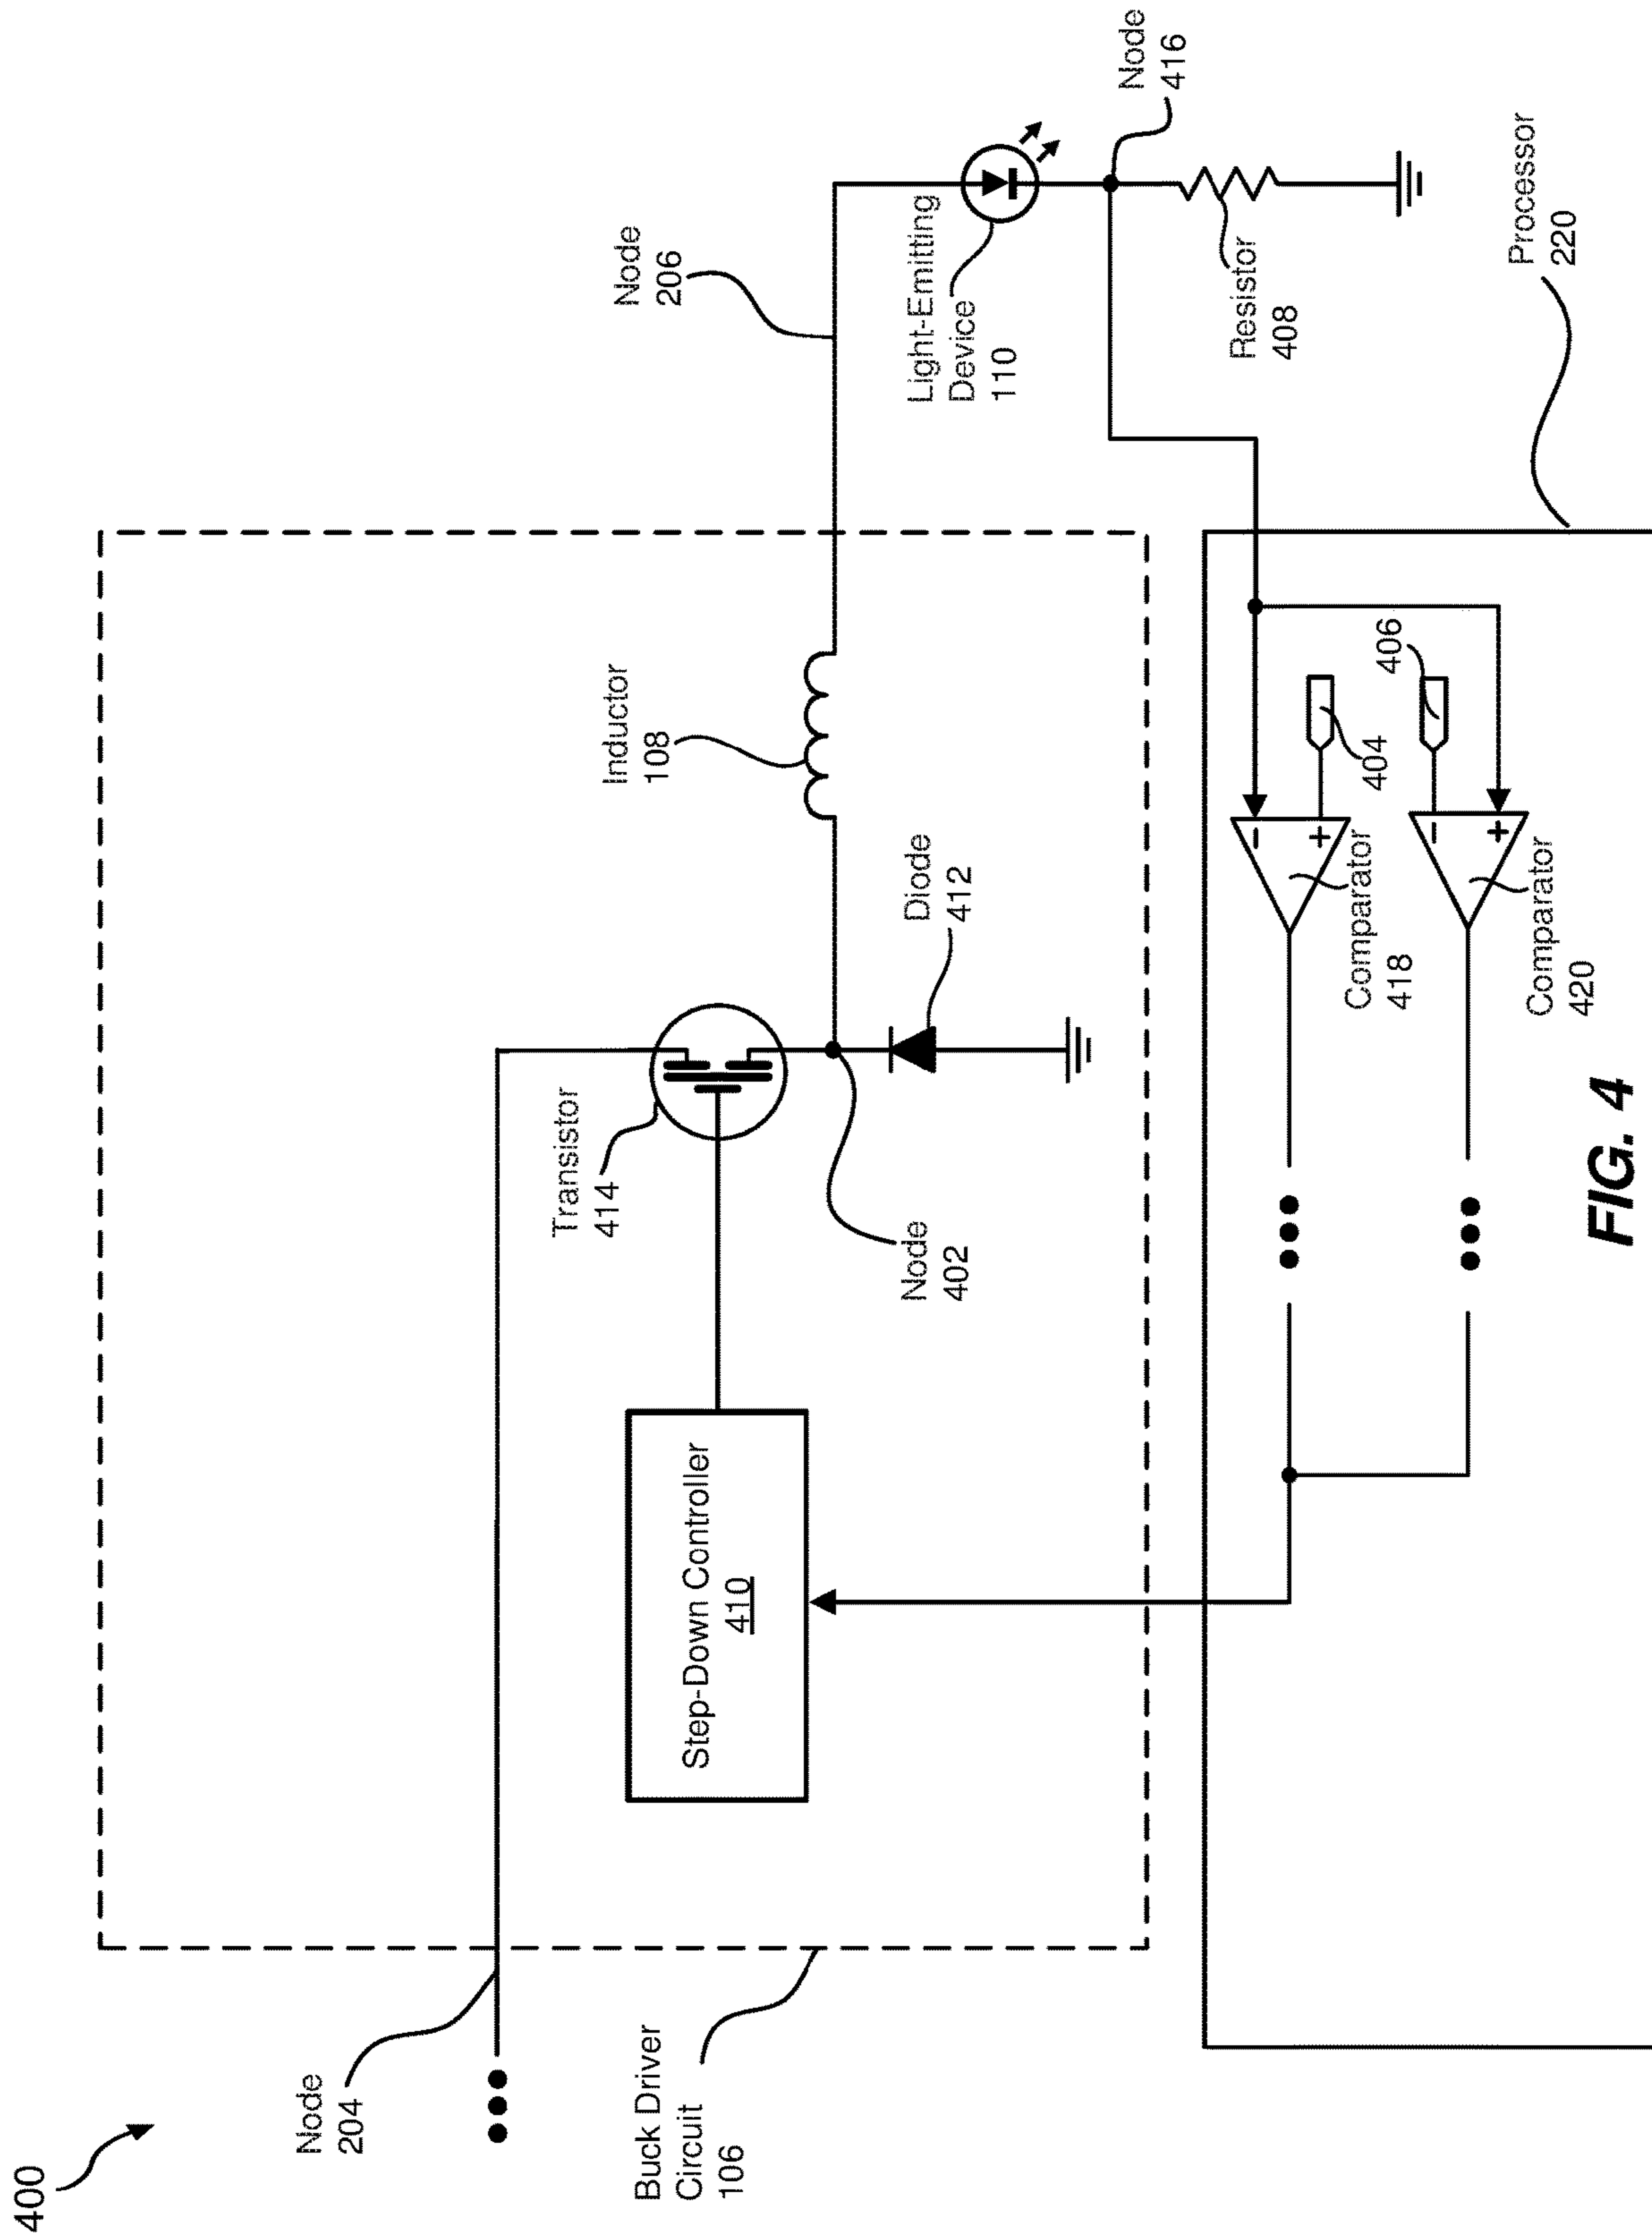 400
Node
204
Buck Driver
Circuit
106
Step-Down Controller
410
Transistor
414
Node
402
Diode
412
Inductor
108
Node
206
Light-Emitting
Device
110
Node
416
Resistor
408
Processor
220
-
+
404
Comparator
418
406
-
+
Comparator
420
FIG. 4